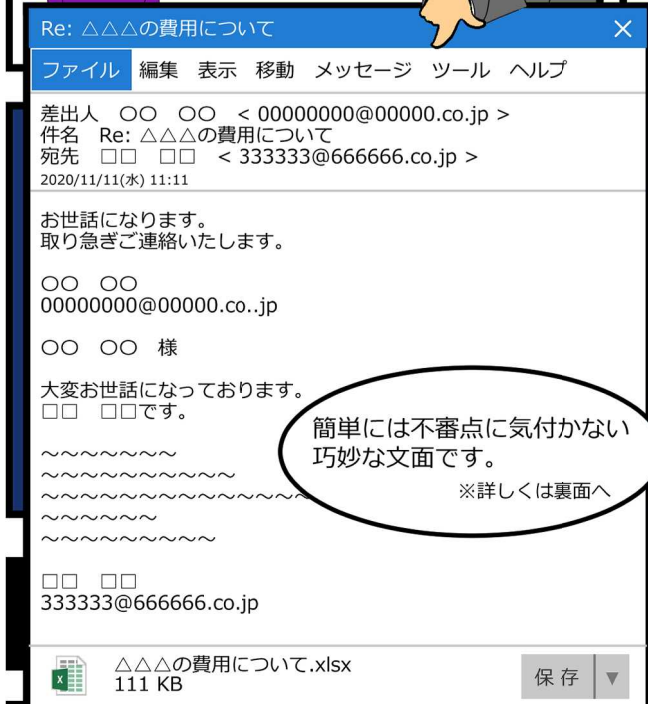 Re: △△△の費用について ×
ファイル 編集 表示 移動 メッセージ ツール ヘルプ
差出人 〇〇 〇〇 < 00000000@00000.co.jp >
件名 Re: △△△の費用について
宛先 □□ □□ < 333333@666666.co.jp >
2020/11/11(水) 11:11
お世話になります。
取り急ぎご連絡いたします。
〇〇 〇〇
00000000@00000.co..jp
〇〇 〇〇 様
大変お世話になっております。
□□ □□です。
～～～～～～～
～～～～～～～～～～
～～～～～～～～～～～～～～
～～～～～～
～～～～～～～～～
簡単には不審点に気付かない
巧妙な文面です。
※詳しくは裏面へ
□□ □□
333333@666666.co.jp
△△△の費用について.xlsx
111 KB
保存 ▼